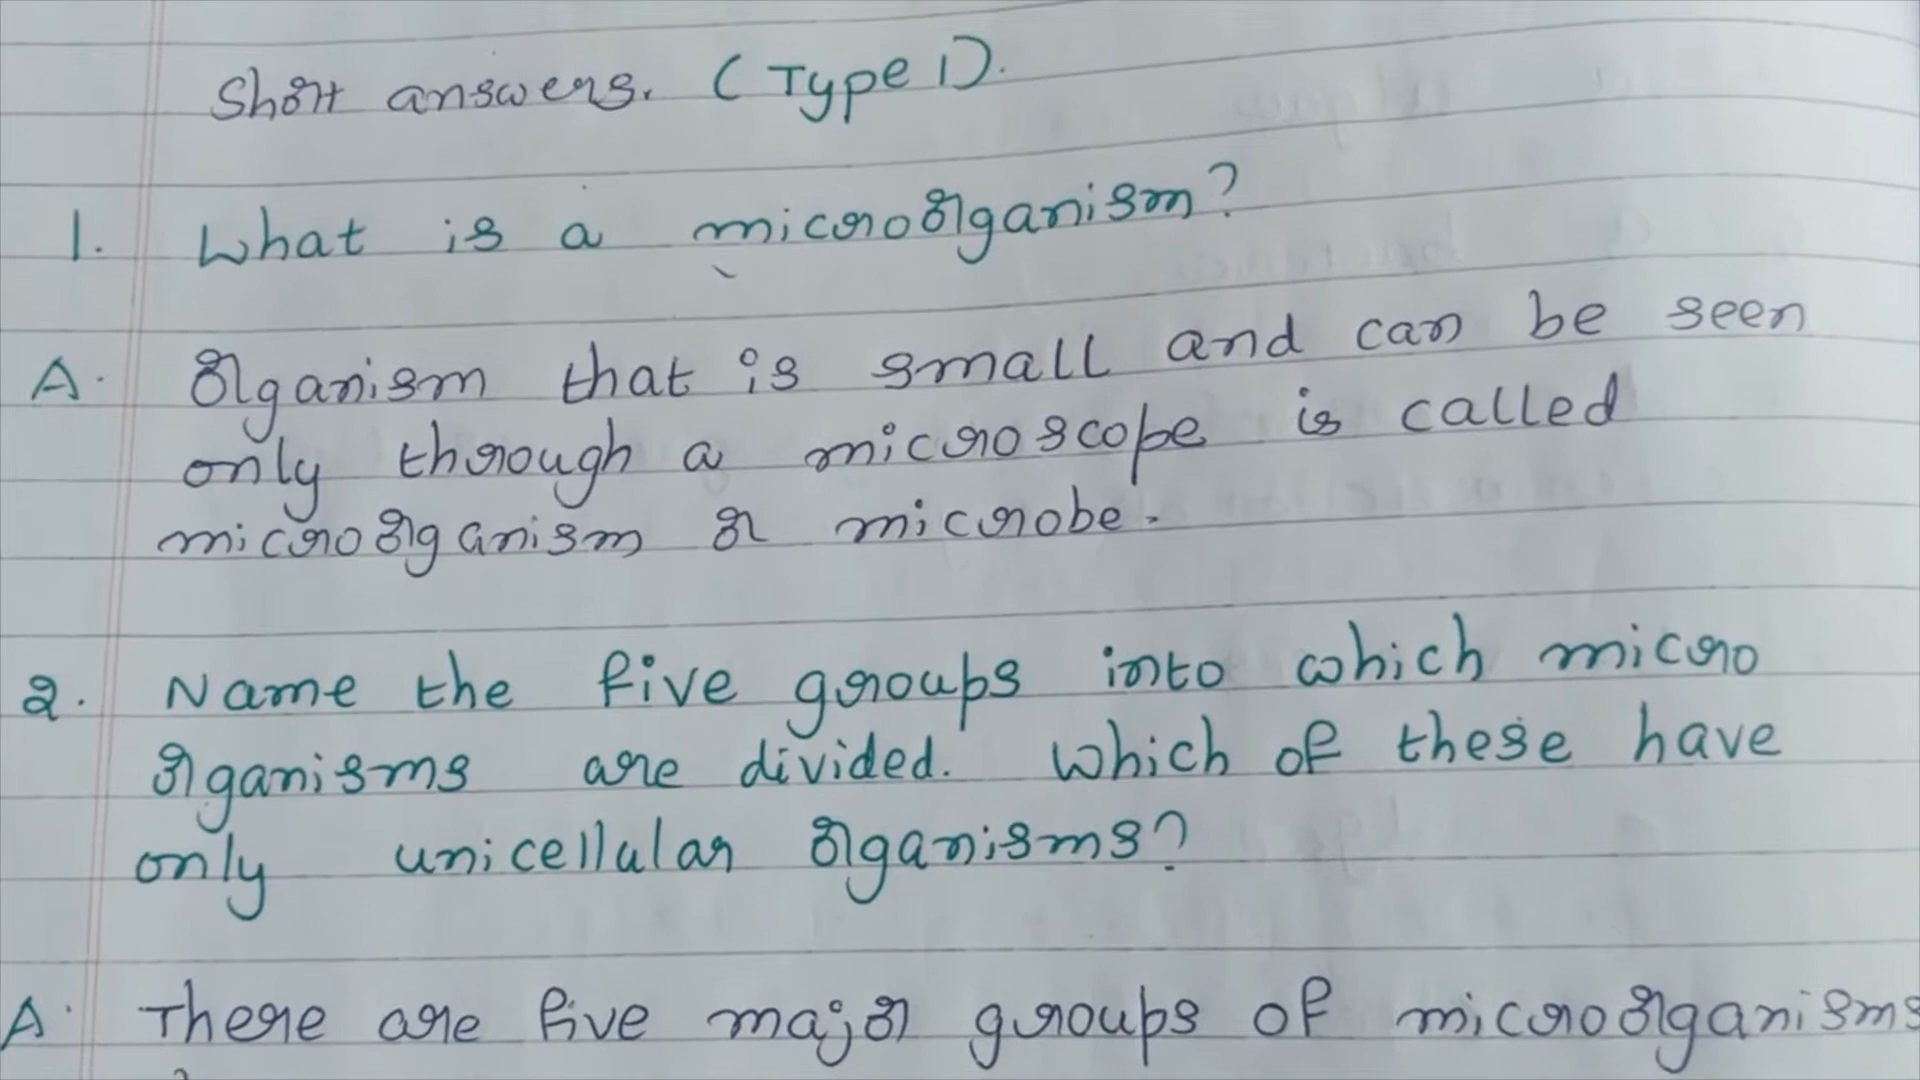 Short answers. (Type 1).
1. What is a microorganism?
A. Organism that is small and can be seen
only through a microscope is called
microorganism or microbe.
2. Name the five groups into which micro
organisms are divided. Which of these have
only unicellular organisms?
A. There are five major groups of microorganisms